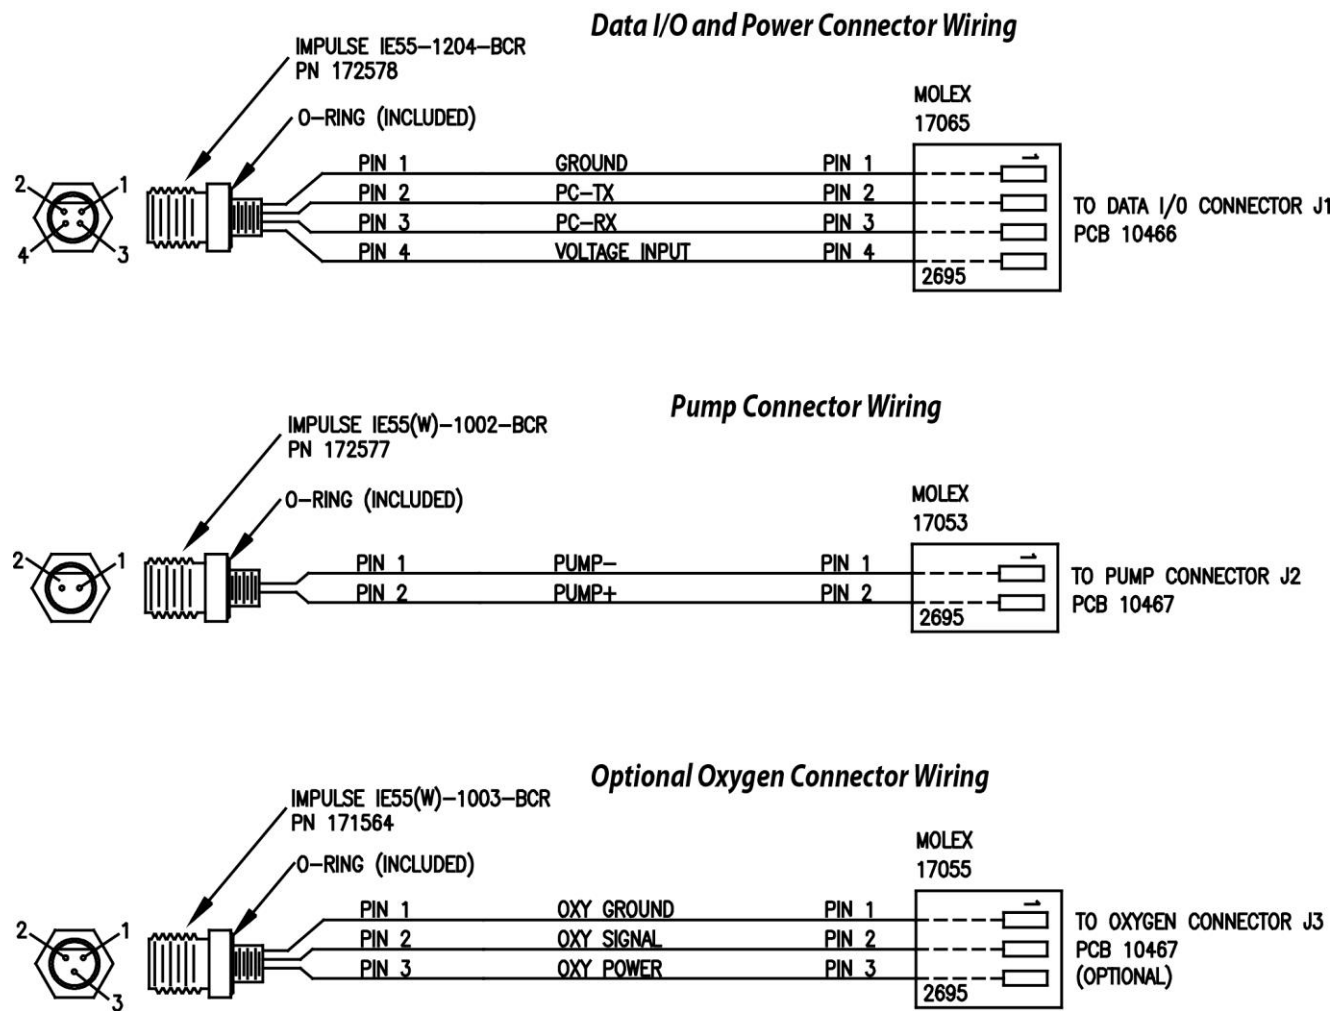 Data I/O and Power Connector Wiring
IMPULSE IE55-1204-BCR
PN 172578
O-RING (INCLUDED)
MOLEX
17065
2 1
4 3
PIN 1 GROUND PIN 1
PIN 2 PC-TX PIN 2
PIN 3 PC-RX PIN 3
PIN 4 VOLTAGE INPUT PIN 4
1
2695
TO DATA I/O CONNECTOR J1
PCB 10466
Pump Connector Wiring
IMPULSE IE55(W)-1002-BCR
PN 172577
O-RING (INCLUDED)
MOLEX
17053
2 1
PIN 1 PUMP- PIN 1
PIN 2 PUMP+ PIN 2
1
2695
TO PUMP CONNECTOR J2
PCB 10467
Optional Oxygen Connector Wiring
IMPULSE IE55(W)-1003-BCR
PN 171564
O-RING (INCLUDED)
MOLEX
17055
2 1
3
PIN 1 OXY GROUND PIN 1
PIN 2 OXY SIGNAL PIN 2
PIN 3 OXY POWER PIN 3
1
2695
TO OXYGEN CONNECTOR J3
PCB 10467
(OPTIONAL)